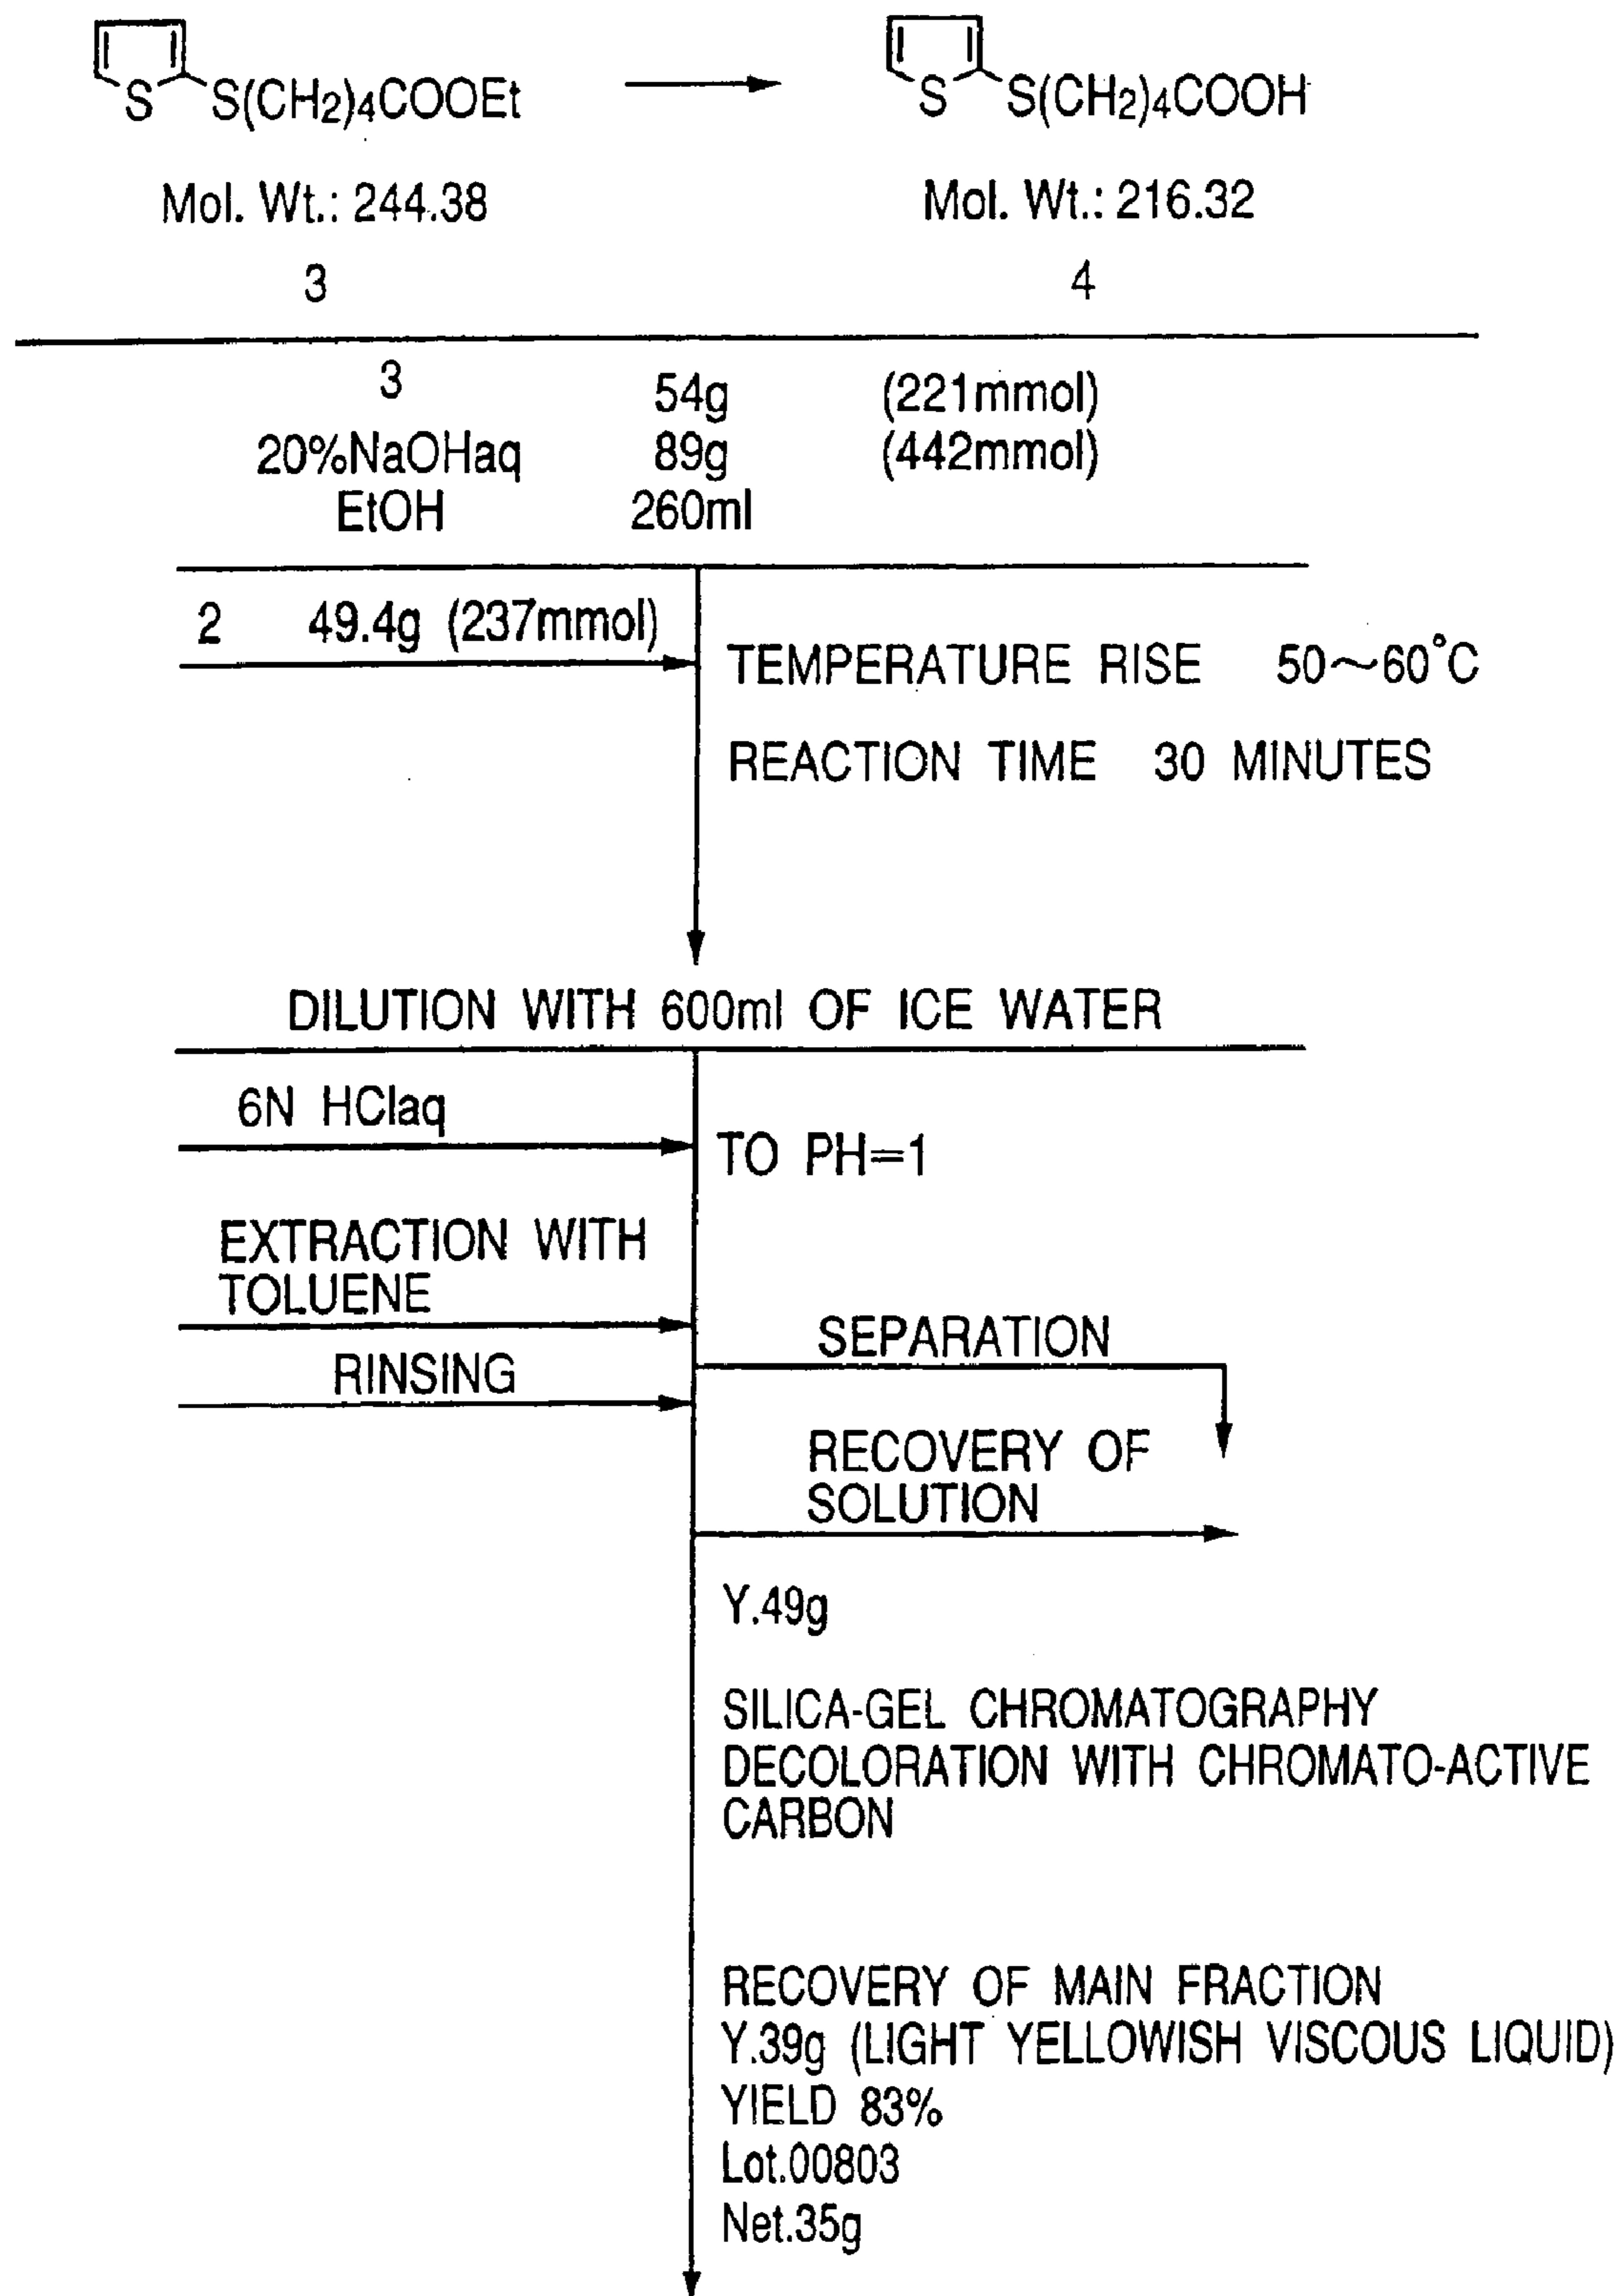 S S(CH2)4COOEt S S(CH2)4COOH
Mol. Wt.: 244.38 Mol. Wt.: 216.32
3 4
3 54g (221mmol)
20%NaOHaq 89g (442mmol)
EtOH 260ml
2 49.4g (237mmol)
TEMPERATURE RISE 50~60°C
REACTION TIME 30 MINUTES
DILUTION WITH 600ml OF ICE WATER
6N HClaq
TO PH=1
EXTRACTION WITH
TOLUENE
SEPARATION
RINSING
RECOVERY OF
SOLUTION
Y.49g
SILICA-GEL CHROMATOGRAPHY
DECOLORATION WITH CHROMATO-ACTIVE
CARBON
RECOVERY OF MAIN FRACTION
Y.39g (LIGHT YELLOWISH VISCOUS LIQUID)
YIELD 83%
Lot.00803
Net.35g